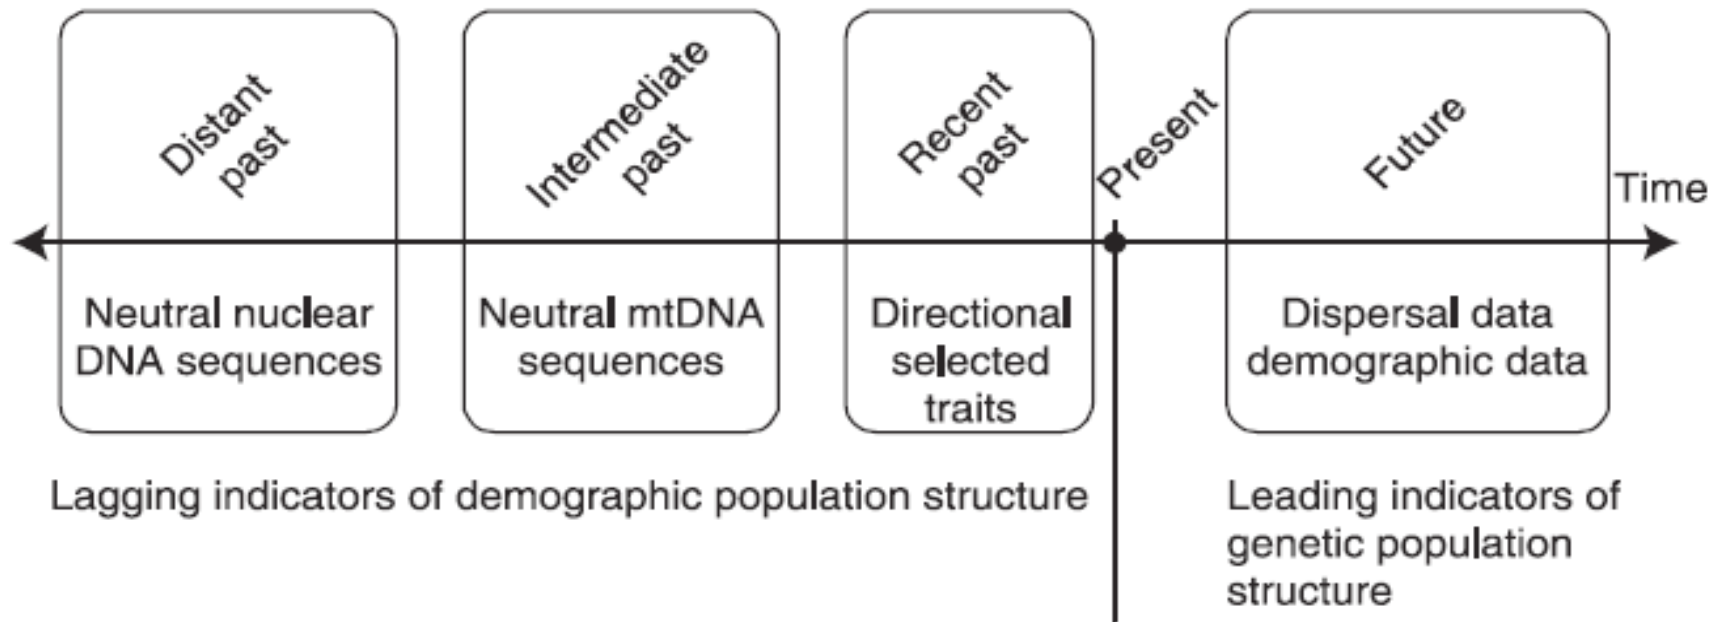 Distant
past
Intermediate
past
Recent
past
Present
Future
Time
Neutral nuclear
DNA sequences
Neutral mtDNA
sequences
Directional
selected
traits
Dispersal data
demographic data
Lagging indicators of demographic population structure
Leading indicators of
genetic population
structure